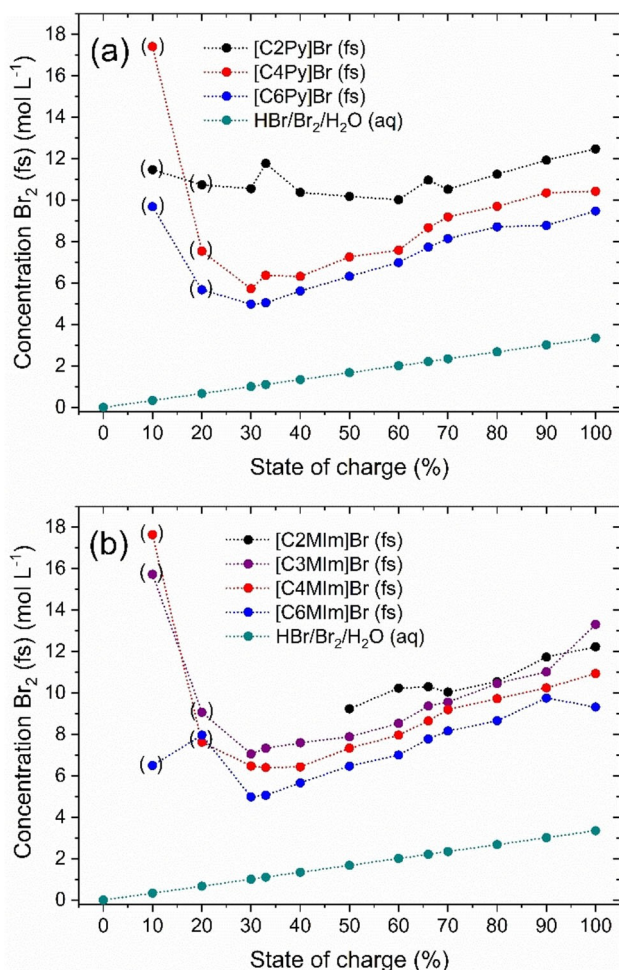 (a)
[C2Py]Br (fs)
[C4Py]Br (fs)
[C6Py]Br (fs)
HBr/Br₂/H₂O (aq)
Concentration Br₂ (fs) (mol L⁻¹)
18
16
14
12
10
8
6
4
2
0
( )
( )
( )
( )
( )
( )
0 10 20 30 40 50 60 70 80 90 100
State of charge (%)
(b)
[C2MIm]Br (fs)
[C3MIm]Br (fs)
[C4MIm]Br (fs)
[C6MIm]Br (fs)
HBr/Br₂/H₂O (aq)
Concentration Br₂ (fs) (mol L⁻¹)
18
16
14
12
10
8
6
4
2
0
( )
( )
( )
( )
( )
0 10 20 30 40 50 60 70 80 90 100
State of charge (%)